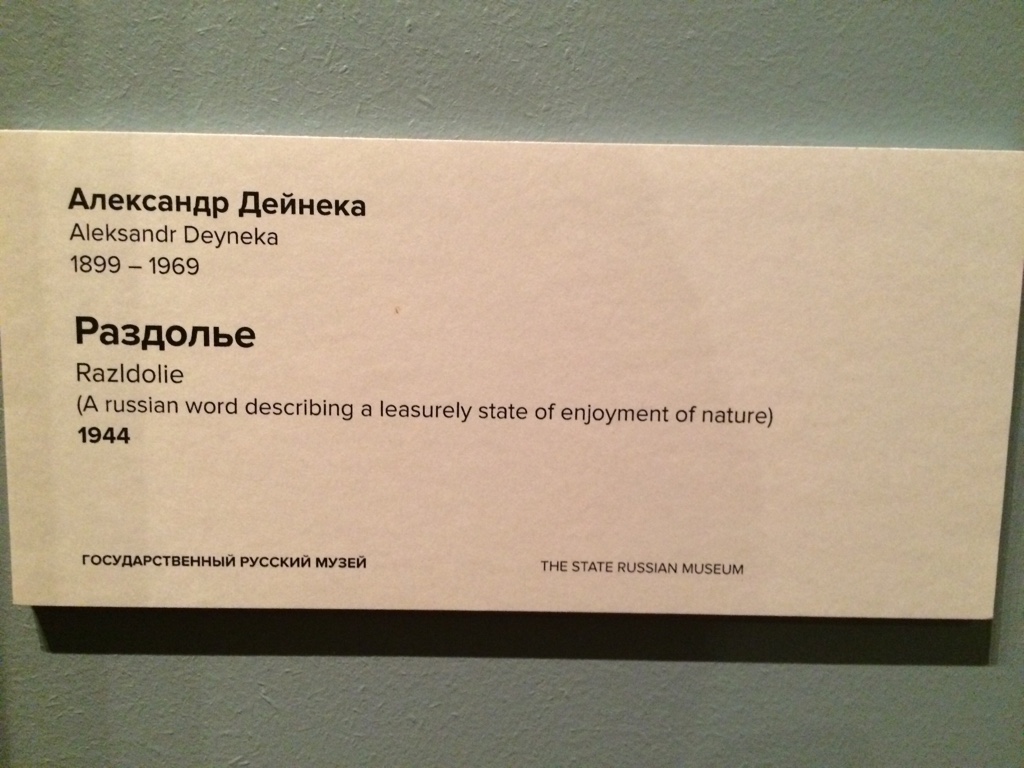 Александр Дейнека
Aleksandr Deyneka
1899 – 1969
Раздолье
Razldolie
(A russian word describing a leasurely state of enjoyment of nature)
1944
ГОСУДАРСТВЕННЫЙ РУССКИЙ МУЗЕЙ
THE STATE RUSSIAN MUSEUM